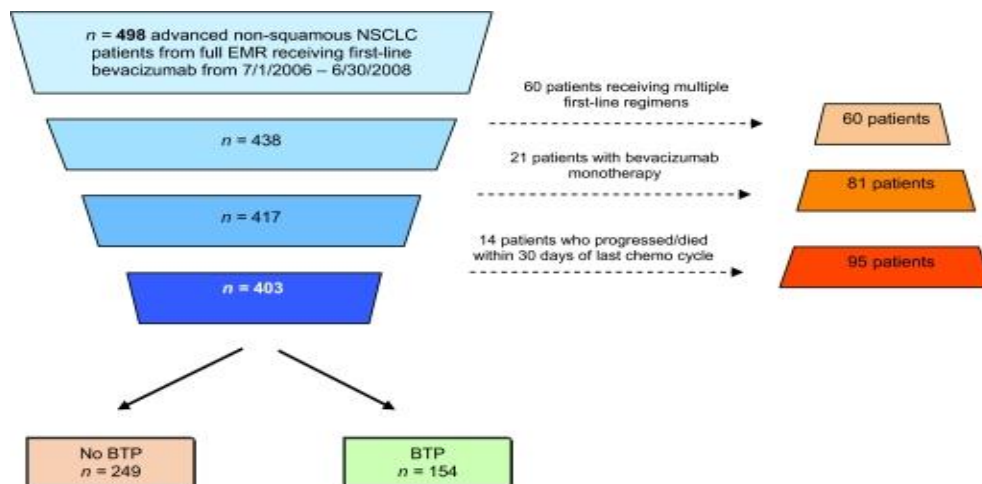 n = 498 advanced non-squamous NSCLC
patients from full EMR receiving first-line
bevacizumab from 7/1/2006 – 6/30/2008
60 patients receiving multiple
first-line regimens
60 patients
n = 438
21 patients with bevacizumab
monotherapy
81 patients
n = 417
14 patients who progressed/died
within 30 days of last chemo cycle
95 patients
n = 403
No BTP
n = 249
BTP
n = 154